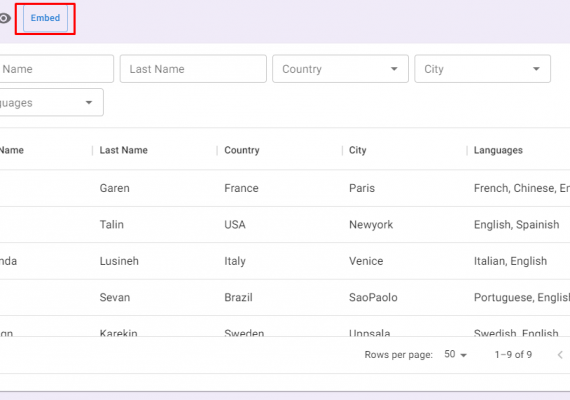 Embed
Name Last Name Country City
guages
Name Last Name Country City Languages
Garen France Paris French, Chinese, En
Talin USA Newyork English, Spainish
nda Lusineh Italy Venice Italian, English
Sevan Brazil SaoPaolo Portuguese, English
Karekin Sweden Uppsala Swedish, English
Rows per page: 50 1–9 of 9